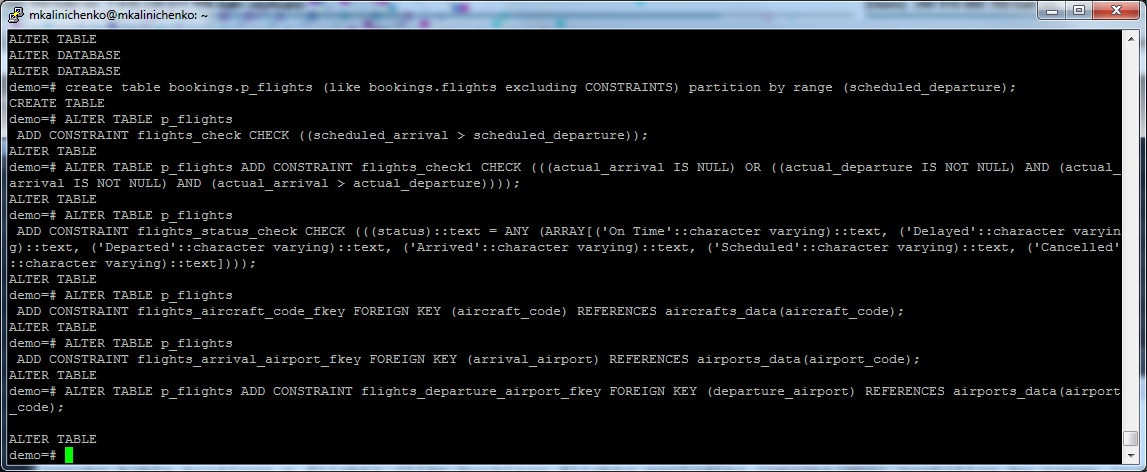 mkalinichenko@mkalinichenko: ~
ALTER TABLE
ALTER DATABASE
ALTER DATABASE
demo=# create table bookings.p_flights (like bookings.flights excluding CONSTRAINTS) partition by range (scheduled_departure);
CREATE TABLE
demo=# ALTER TABLE p_flights
 ADD CONSTRAINT flights_check CHECK ((scheduled_arrival > scheduled_departure));
ALTER TABLE
demo=# ALTER TABLE p_flights ADD CONSTRAINT flights_check1 CHECK (((actual_arrival IS NULL) OR ((actual_departure IS NOT NULL) AND (actual_
arrival IS NOT NULL) AND (actual_arrival > actual_departure))));
ALTER TABLE
demo=# ALTER TABLE p_flights
 ADD CONSTRAINT flights_status_check CHECK (((status)::text = ANY (ARRAY[('On Time'::character varying)::text, ('Delayed'::character varyin
g)::text, ('Departed'::character varying)::text, ('Arrived'::character varying)::text, ('Scheduled'::character varying)::text, ('Cancelled'
::character varying)::text])));
ALTER TABLE
demo=# ALTER TABLE p_flights
 ADD CONSTRAINT flights_aircraft_code_fkey FOREIGN KEY (aircraft_code) REFERENCES aircrafts_data(aircraft_code);
ALTER TABLE
demo=# ALTER TABLE p_flights
 ADD CONSTRAINT flights_arrival_airport_fkey FOREIGN KEY (arrival_airport) REFERENCES airports_data(airport_code);
ALTER TABLE
demo=# ALTER TABLE p_flights ADD CONSTRAINT flights_departure_airport_fkey FOREIGN KEY (departure_airport) REFERENCES airports_data(airport
_code);
ALTER TABLE
demo=#